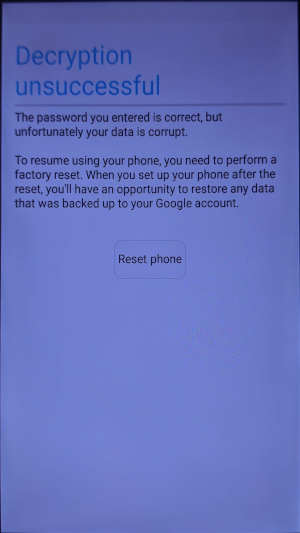 Decryption
unsuccessful
The password you entered is correct, but
unfortunately your data is corrupt.
To resume using your phone, you need to perform a
factory reset. When you set up your phone after the
reset, you'll have an opportunity to restore any data
that was backed up to your Google account.
Reset phone